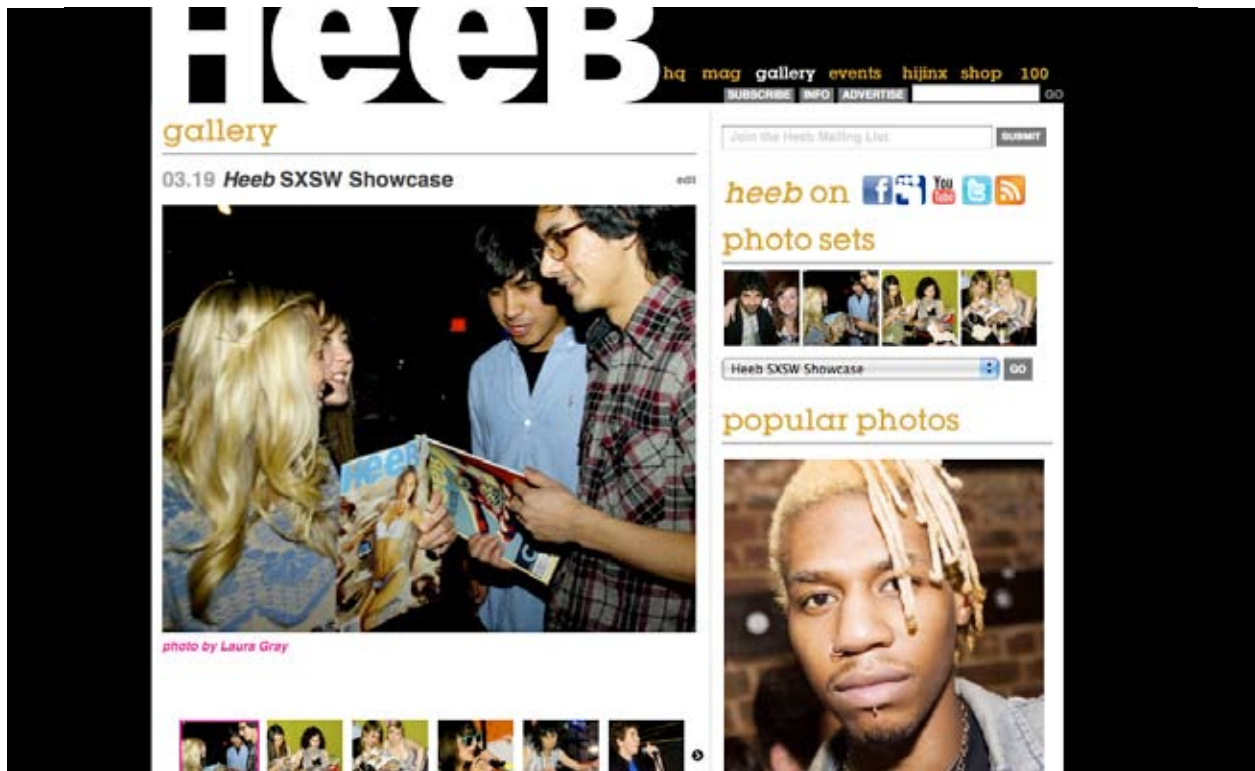 HeeB
hq mag gallery events hijinx shop 100
SUBSCRIBE INFO ADVERTISE GO
gallery
03.19 Heeb SXSW Showcase
edit
HeeB
photo by Laura Gray
Join the Heeb Mailing List SUBMIT
heeb on You Tube
photo sets
Heeb SXSW Showcase GO
popular photos